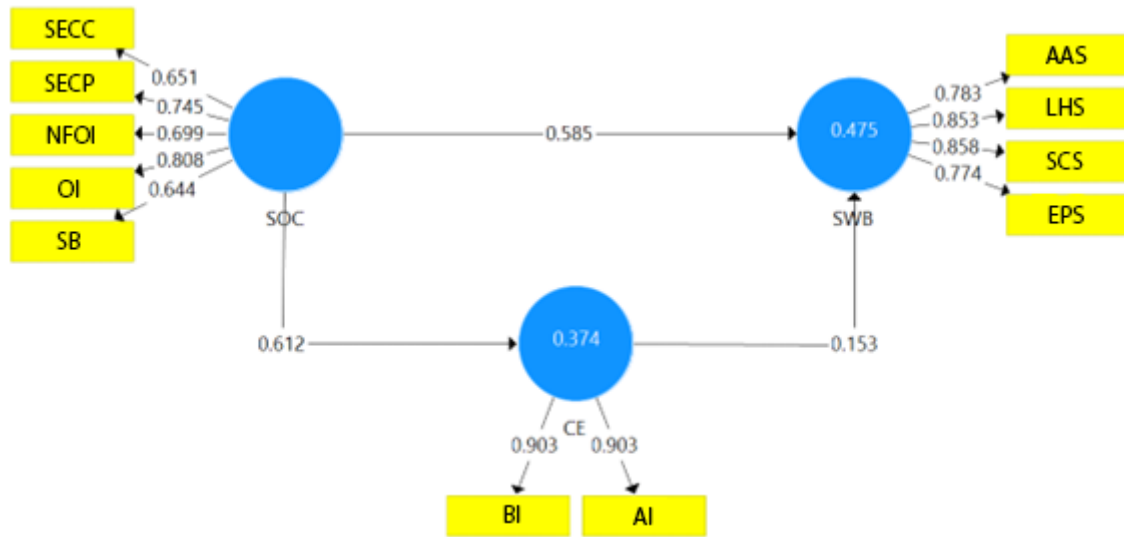 SECC
SECP
NFOI
OI
SB
0.651
0.745
0.699
0.808
0.644
SOC
0.585
0.475
SWB
0.783
0.853
0.858
0.774
AAS
LHS
SCS
EPS
0.612
0.374
0.153
CE
0.903
0.903
BI
AI